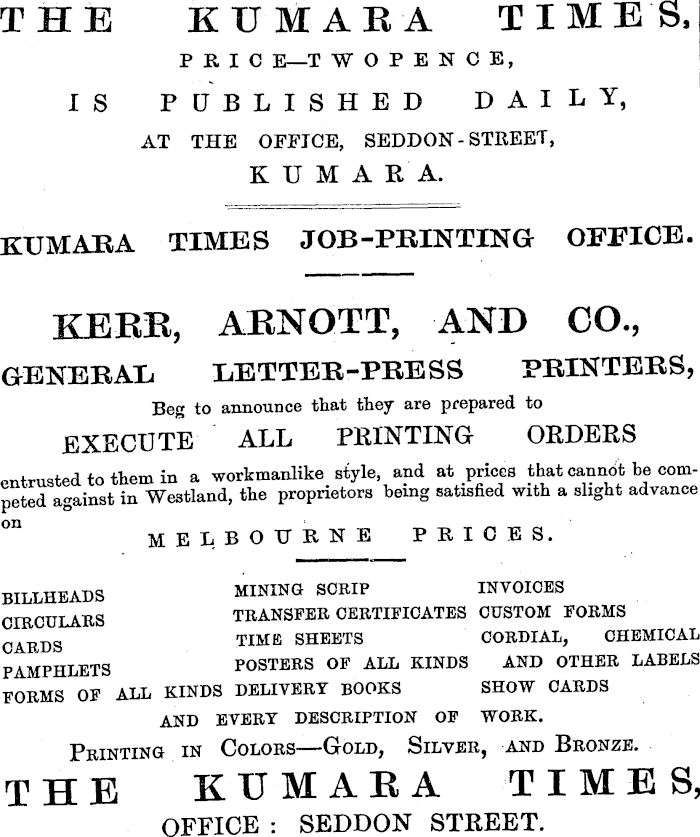 THE KUMARA TIMES,
PRICE—TWOPENCE,
IS PUBLISHED DAILY,
AT THE OFFICE, SEDDON-STREET,
KUMARA.
KUMARA TIMES JOB-PRINTING OFFICE.
KERR, ARNOTT, AND CO.,
GENERAL LETTER-PRESS PRINTERS,
Beg to announce that they are prepared to
EXECUTE ALL PRINTING ORDERS
entrusted to them in a workmanlike style, and at prices that cannot be com-
peted against in Westland, the proprietors being satisfied with a slight advance
on
MELBOURNE PRICES.
BILLHEADS MINING SCRIP INVOICES
CIRCULARS TRANSFER CERTIFICATES CUSTOM FORMS
CARDS TIME SHEETS CORDIAL, CHEMICAL
PAMPHLETS POSTERS OF ALL KINDS AND OTHER LABELS
FORMS OF ALL KINDS DELIVERY BOOKS SHOW CARDS
AND EVERY DESCRIPTION OF WORK.
PRINTING IN COLORS—GOLD, SILVER, AND BRONZE.
THE KUMARA TIMES,
OFFICE: SEDDON STREET.